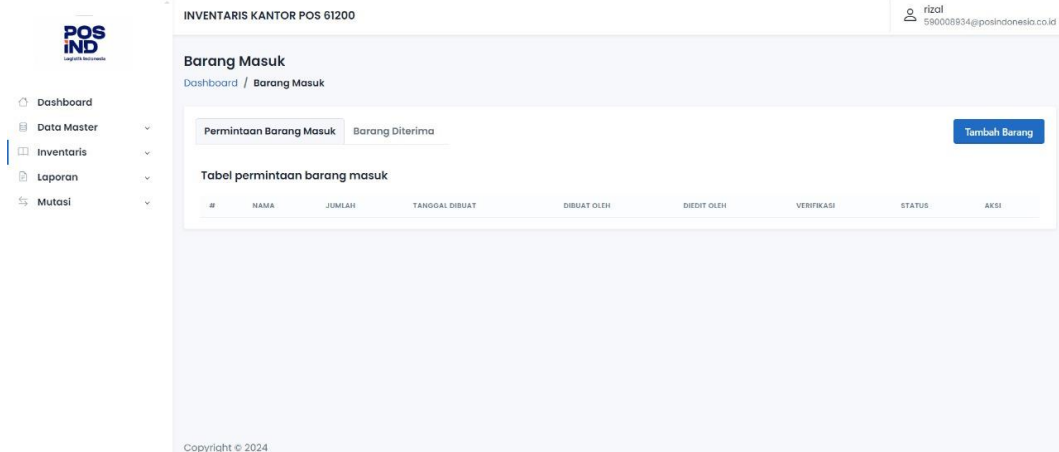 POS
IND
Logistik Indonesia
INVENTARIS KANTOR POS 61200
rizal
590008934@posindonesia.co.id
Barang Masuk
Dashboard / Barang Masuk
Dashboard
Data Master
Inventaris
Laporan
Mutasi
Permintaan Barang Masuk Barang Diterima
Tambah Barang
Tabel permintaan barang masuk
# NAMA JUMLAH TANGGAL DIBUAT DIBUAT OLEH DIEDIT OLEH VERIFIKASI STATUS AKSI
Copyright © 2024